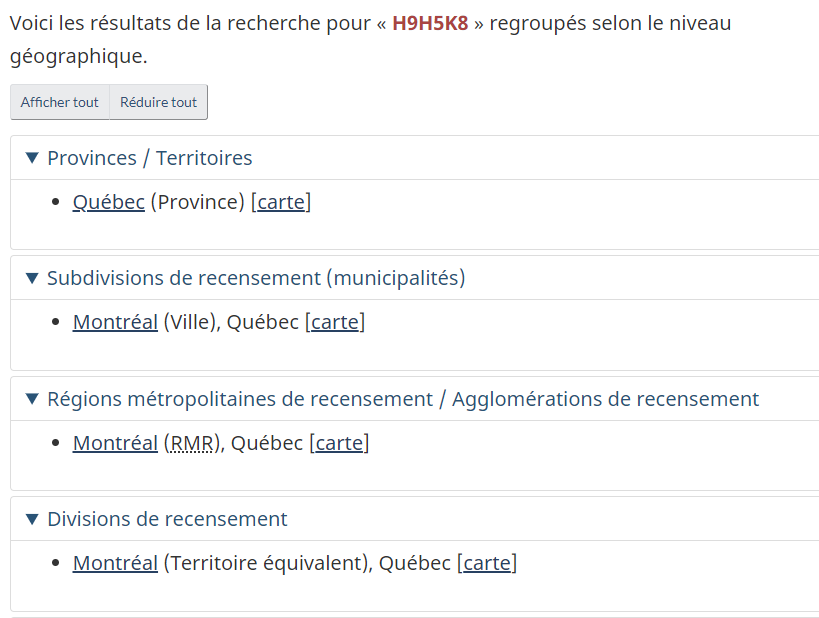 Voici les résultats de la recherche pour « H9H5K8 » regroupés selon le niveau
géographique.
Afficher tout Réduire tout
▼ Provinces / Territoires
• Québec (Province) [carte]
▼ Subdivisions de recensement (municipalités)
• Montréal (Ville), Québec [carte]
▼ Régions métropolitaines de recensement / Agglomérations de recensement
• Montréal (RMR), Québec [carte]
▼ Divisions de recensement
• Montréal (Territoire équivalent), Québec [carte]